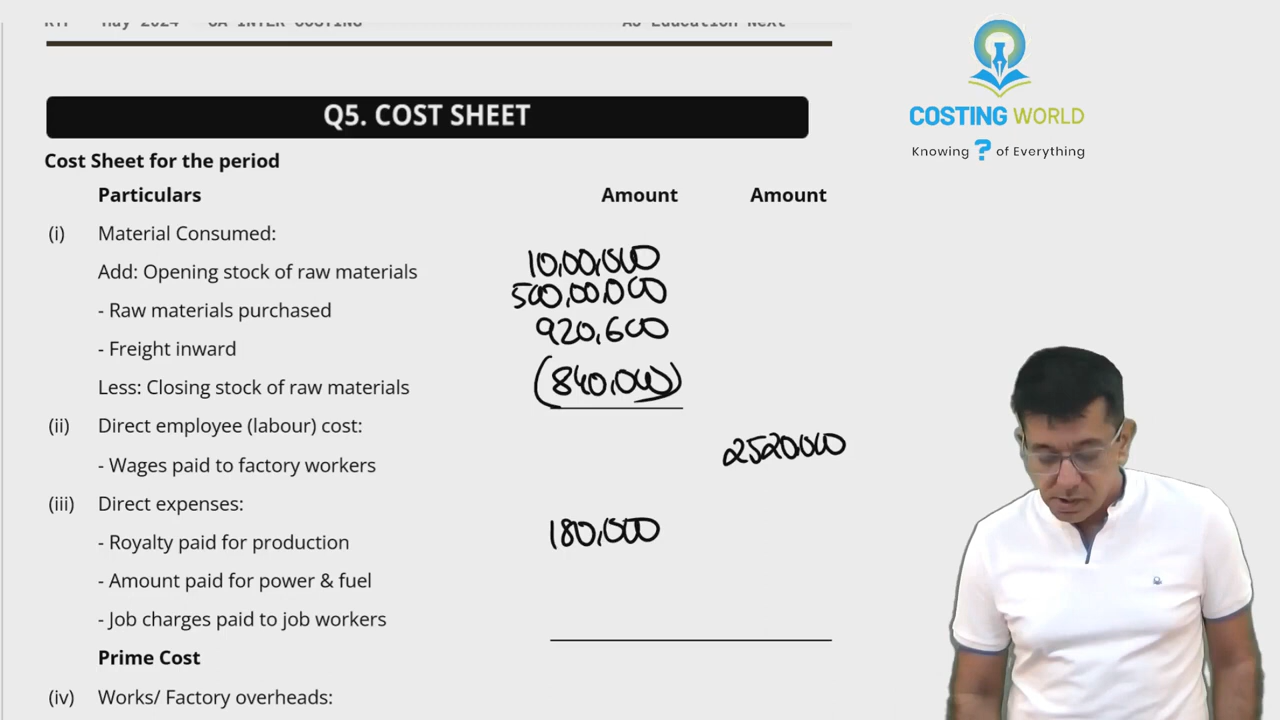 Q5. COST SHEET
COSTING WORLD
Knowing ? of Everything
Cost Sheet for the period
Particulars Amount Amount
(i) Material Consumed:
Add: Opening stock of raw materials 10,00,000
- Raw materials purchased 500,00,000
- Freight inward 920,600
Less: Closing stock of raw materials (840,000)
(ii) Direct employee (labour) cost:
- Wages paid to factory workers 2520000
(iii) Direct expenses:
- Royalty paid for production 180,000
- Amount paid for power & fuel
- Job charges paid to job workers
Prime Cost
(iv) Works/ Factory overheads: